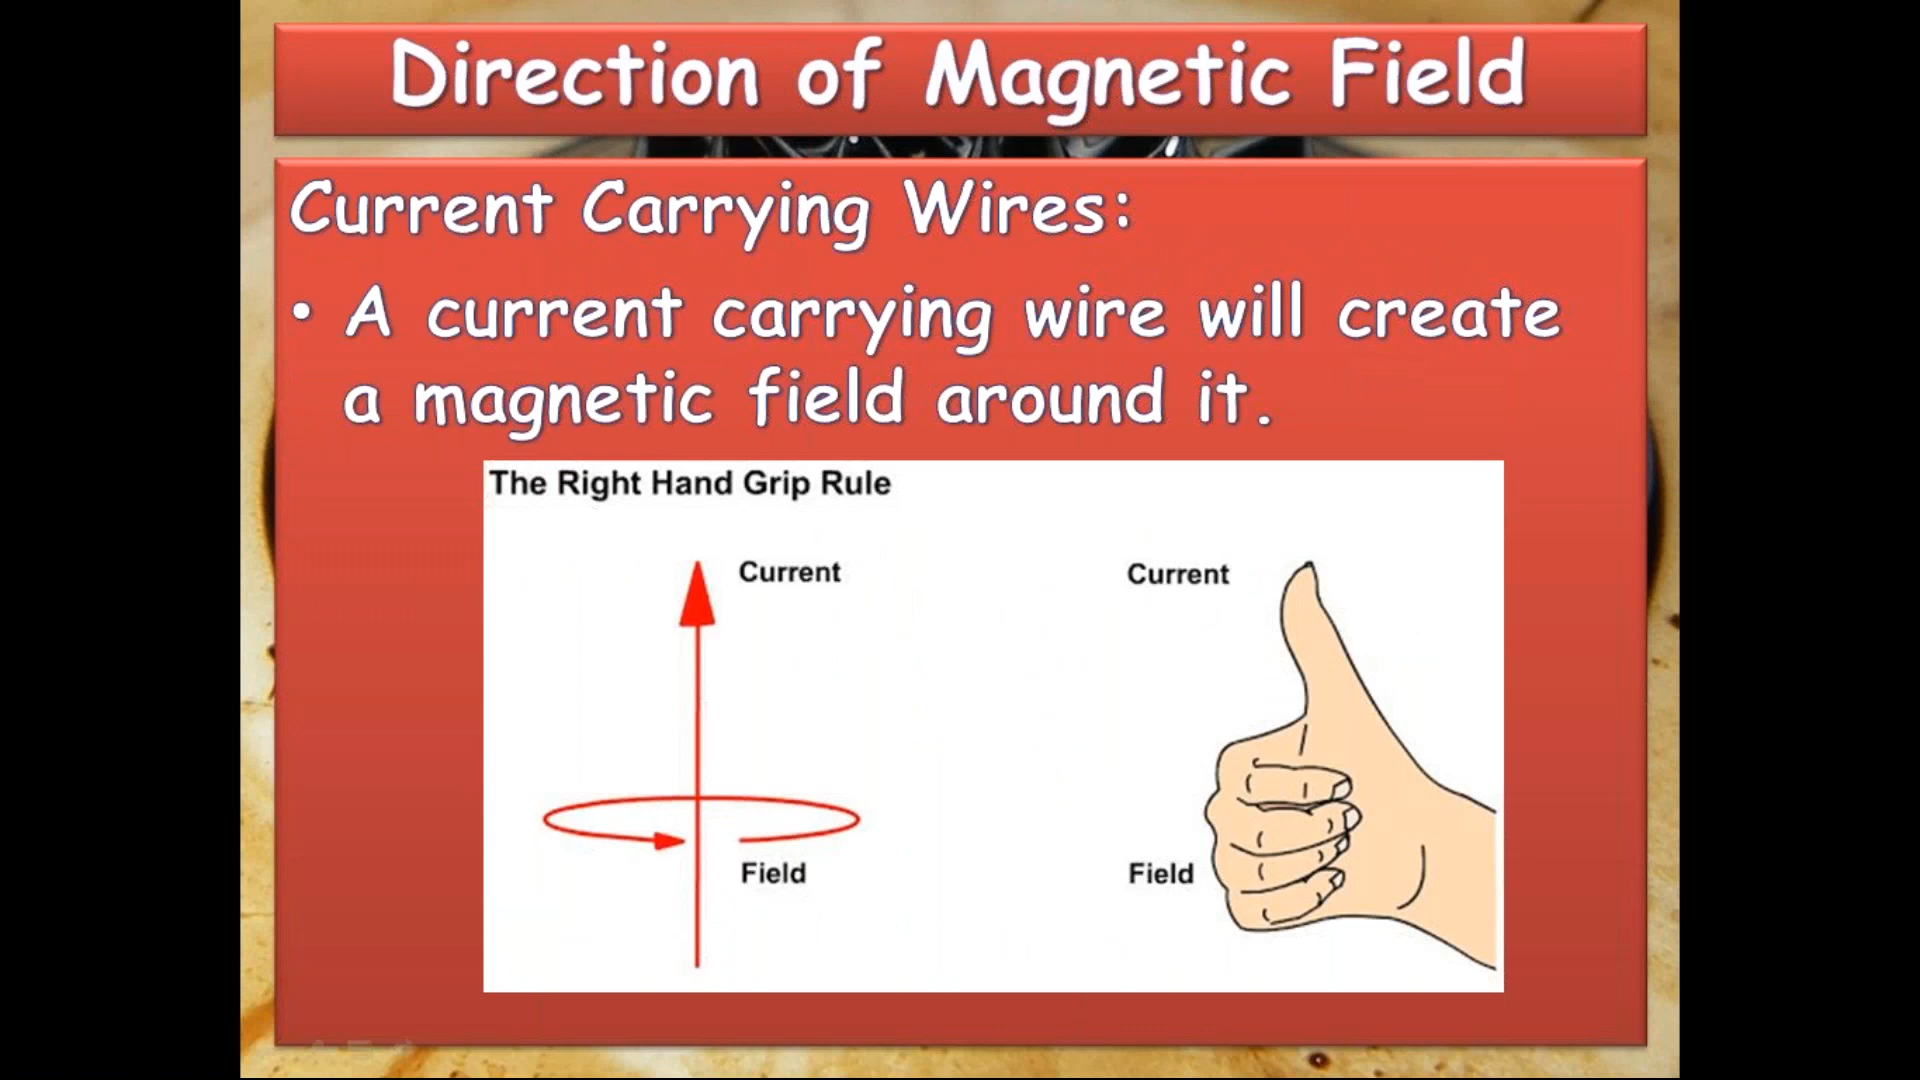 Direction of Magnetic Field
Current Carrying Wires:
• A current carrying wire will create
a magnetic field around it.
The Right Hand Grip Rule
Current
Current
Field
Field